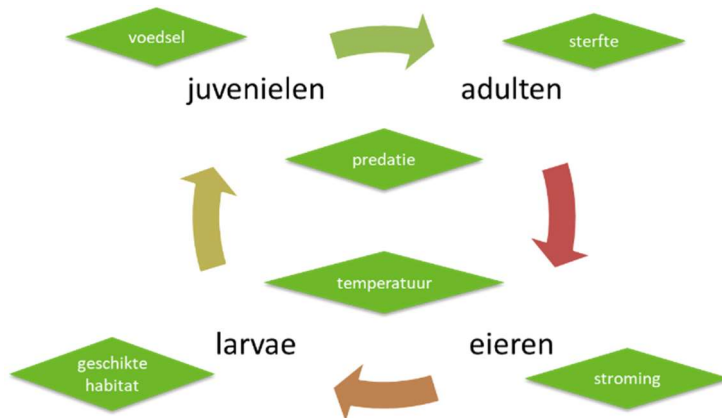 voedsel
sterfte
juvenielen
adulten
predatie
temperatuur
larvae
eieren
geschikte
habitat
stroming